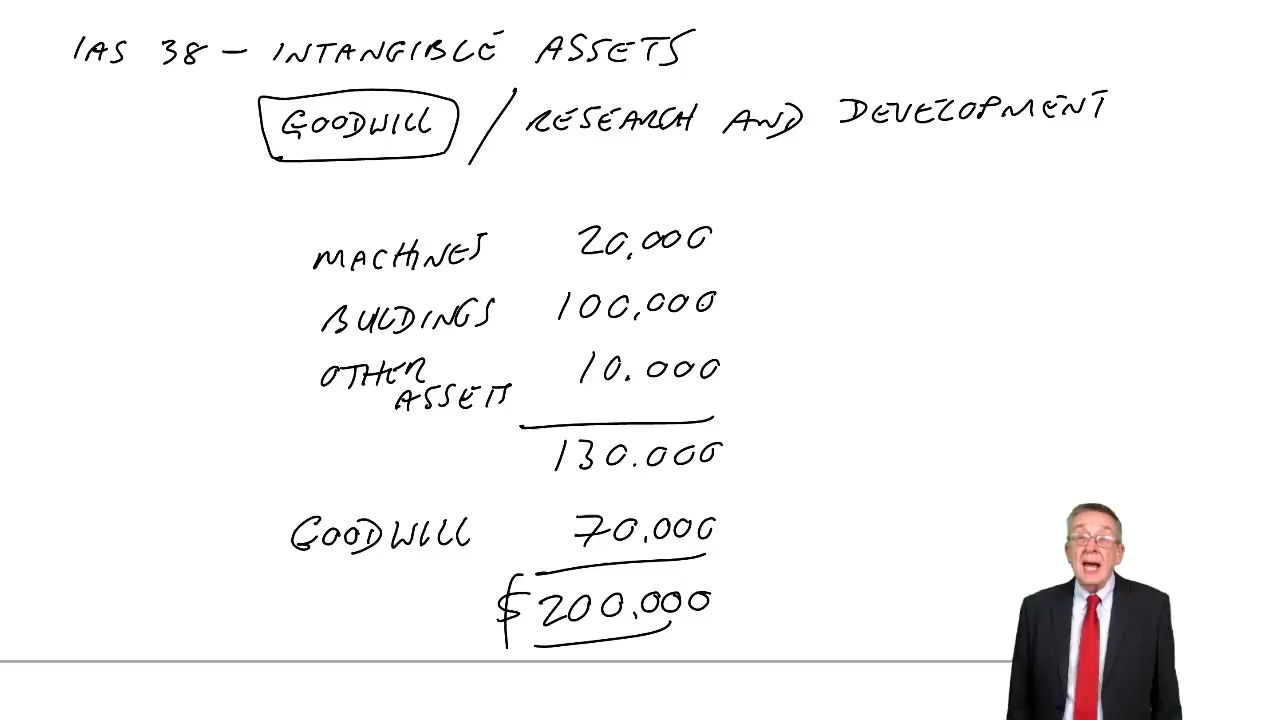 IAS 38 – INTANGIBLE ASSETS
GOODWILL / RESEARCH AND DEVELOPMENT
MACHINES 20,000
BUILDINGS 100,000
OTHER ASSETS 10.000
130.000
GOODWILL 70.000
$200,000